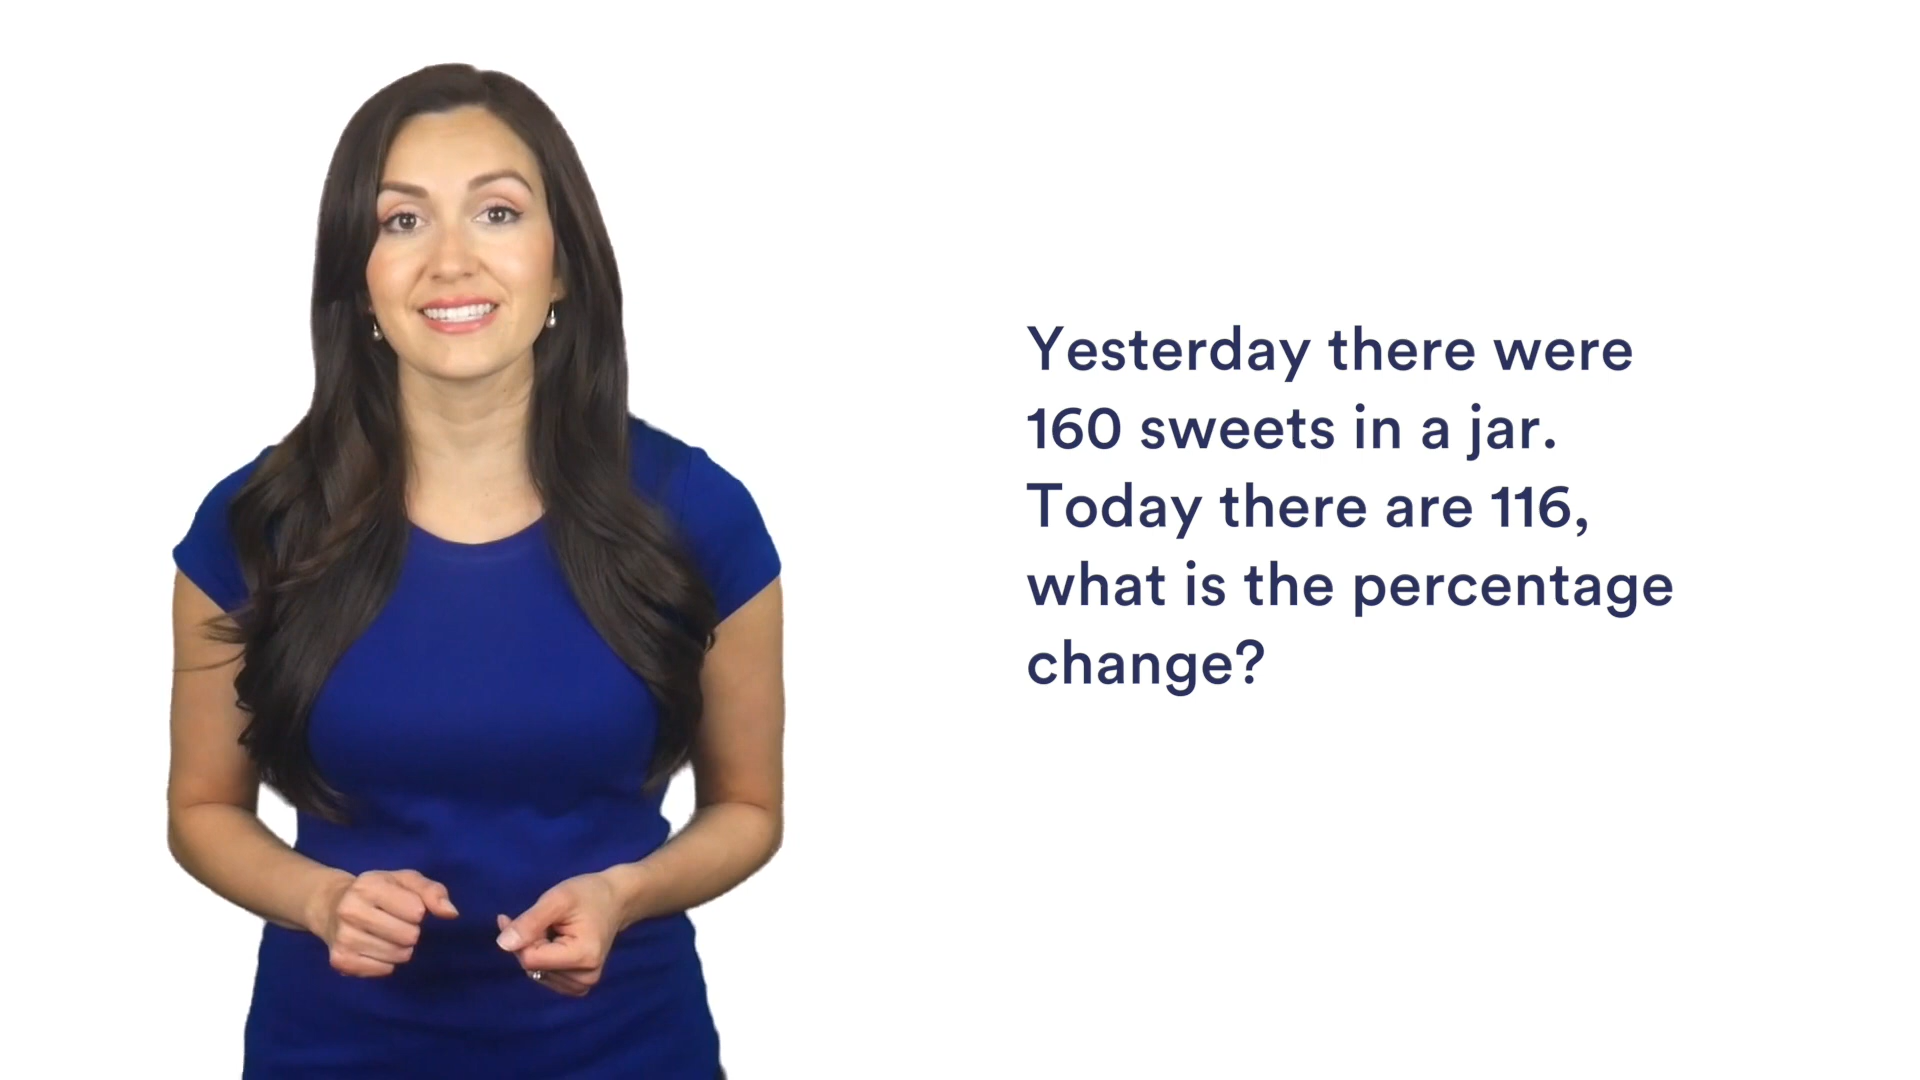 Yesterday there were
160 sweets in a jar.
Today there are 116,
what is the percentage
change?